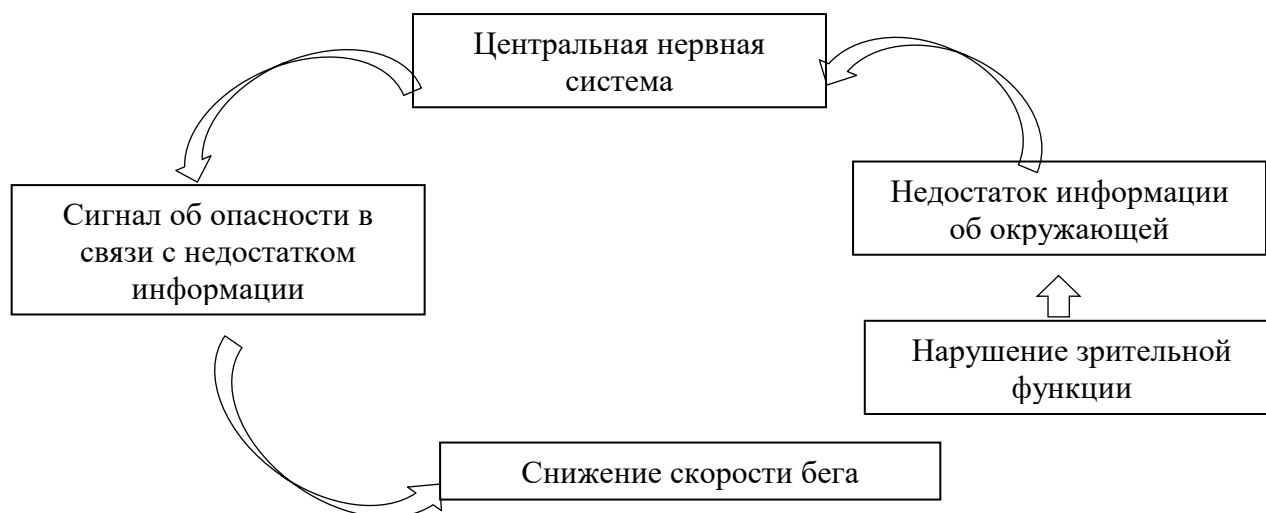 Центральная нервная
система
Сигнал об опасности в
связи с недостатком
информации
Недостаток информации
об окружающей
Нарушение зрительной
функции
Снижение скорости бега